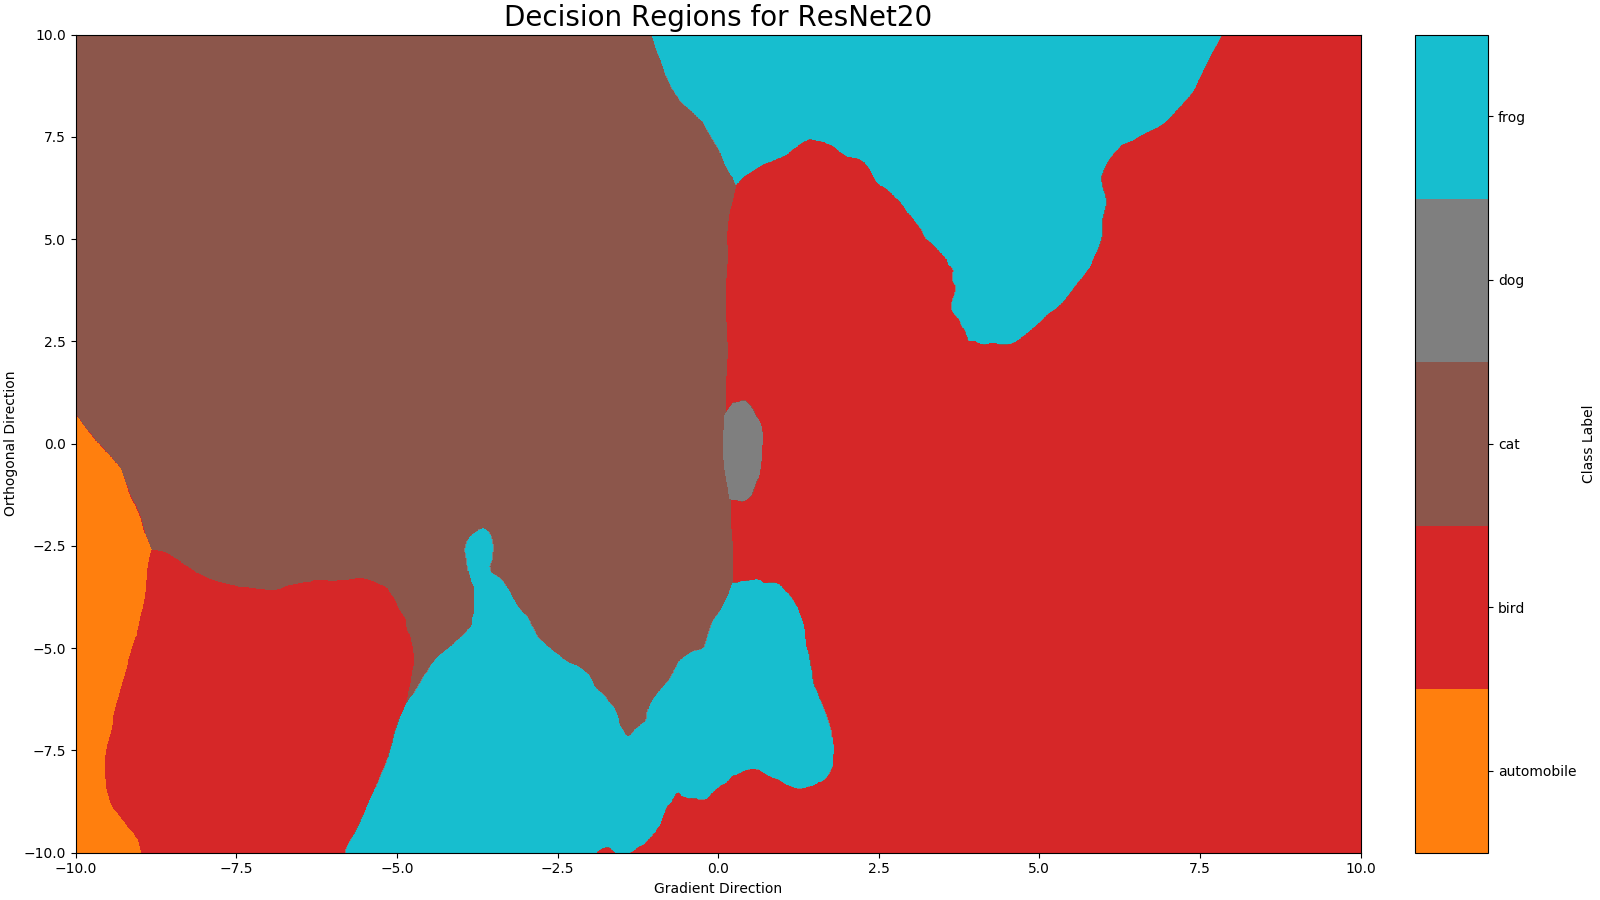 Decision Regions for ResNet20
10.0
7.5
5.0
2.5
0.0
−2.5
−5.0
−7.5
−10.0
Orthogonal Direction
−10.0 −7.5 −5.0 −2.5 0.0 2.5 5.0 7.5 10.0
Gradient Direction
frog
dog
cat
bird
automobile
Class Label